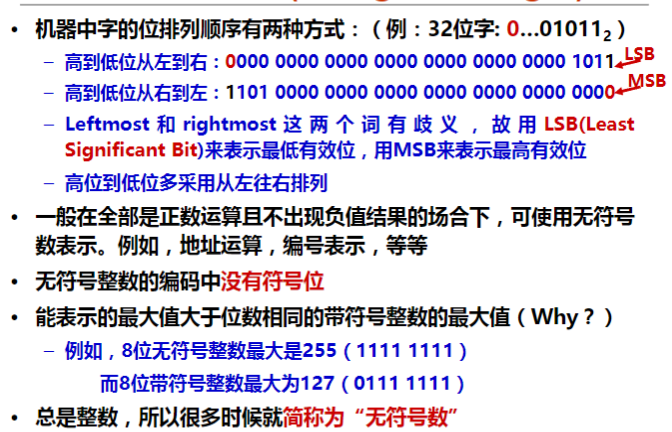 • 机器中字的位排列顺序有两种方式：（例：32位字: 0…01011₂ ）
– 高到低位从左到右：0000 0000 0000 0000 0000 0000 0000 1011
LSB
– 高到低位从右到左：1101 0000 0000 0000 0000 0000 0000 0000
MSB
– Leftmost 和 rightmost 这 两 个 词 有 歧 义 ， 故 用 LSB(Least
Significant Bit)来表示最低有效位，用MSB来表示最高有效位
– 高位到低位多采用从左往右排列
• 一般在全部是正数运算且不出现负值结果的场合下，可使用无符号
数表示。例如，地址运算，编号表示，等等
• 无符号整数的编码中没有符号位
• 能表示的最大值大于位数相同的带符号整数的最大值（Why？）
– 例如，8位无符号整数最大是255（1111 1111）
而8位带符号整数最大为127（0111 1111）
• 总是整数，所以很多时候就简称为“无符号数”